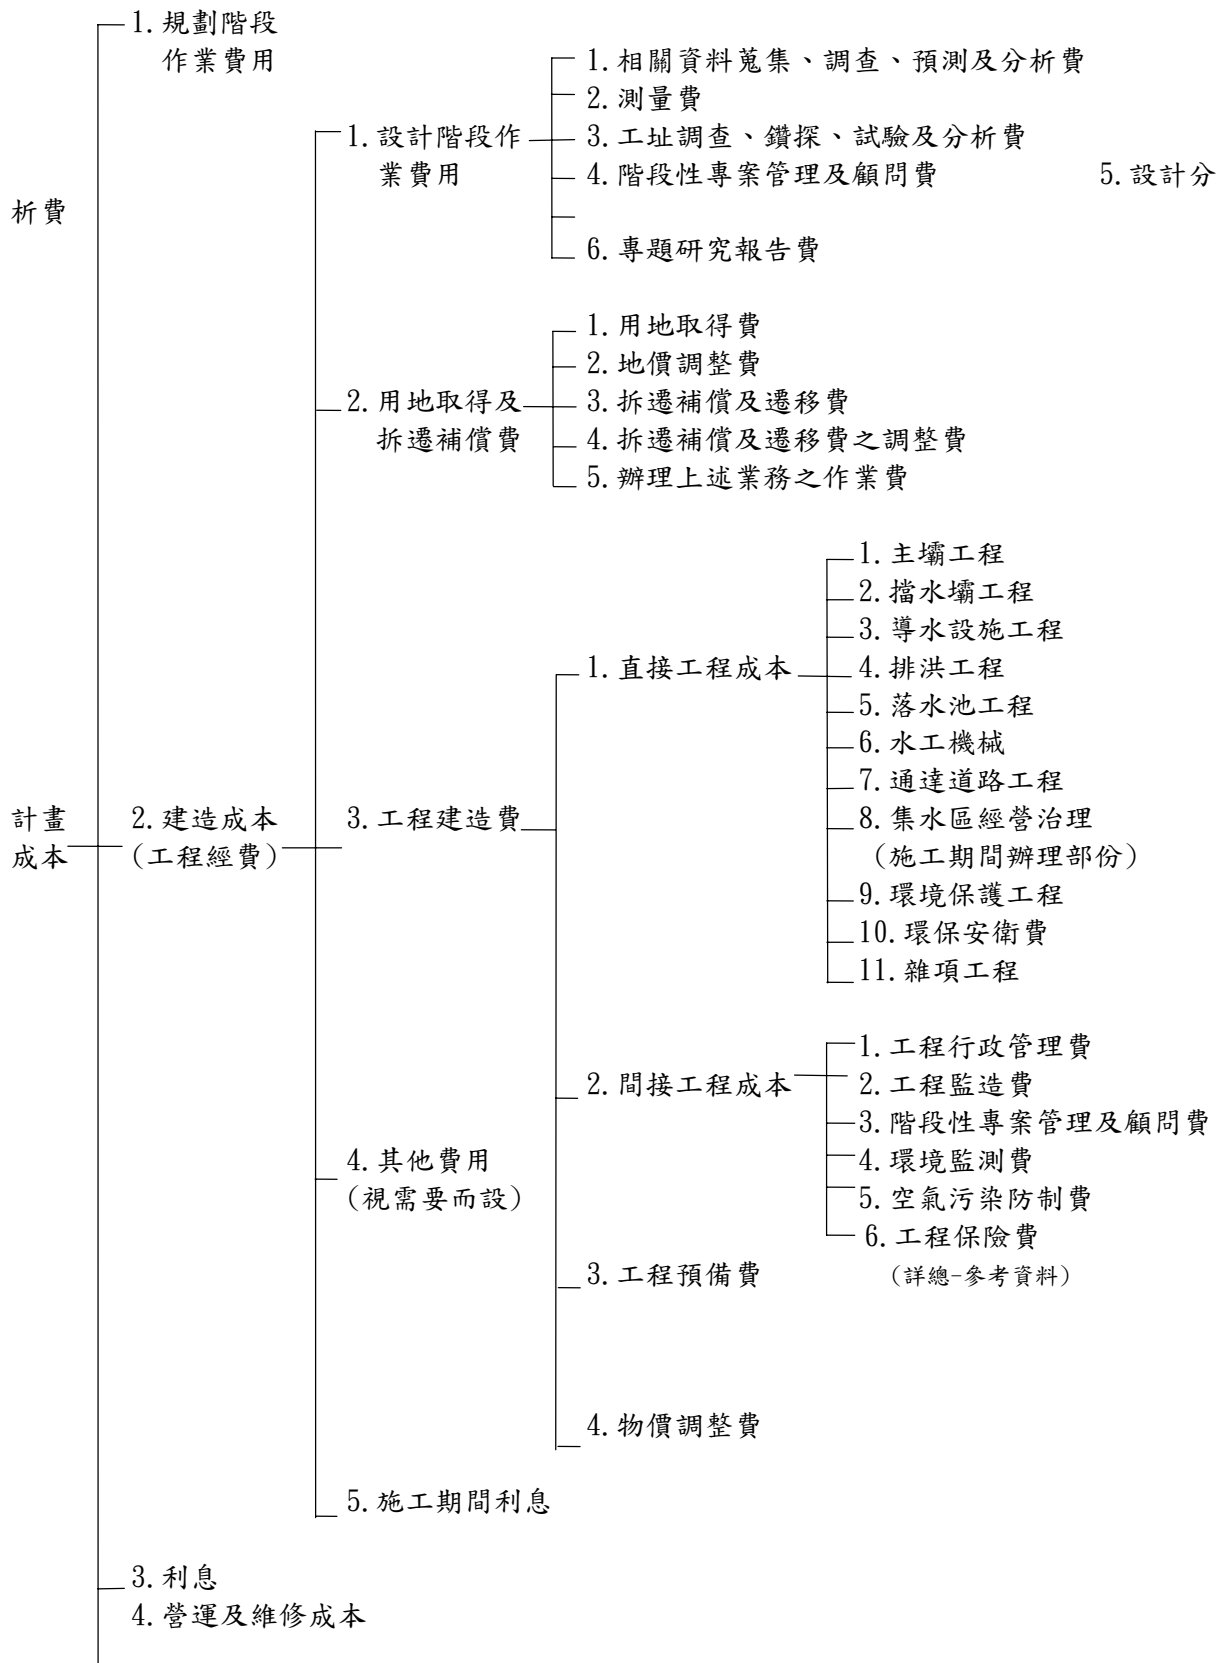 1.規劃階段
作業費用
1.相關資料蒐集、調查、預測及分析費
2.測量費
1.設計階段作
業費用
3.工址調查、鑽探、試驗及分析費
4.階段性專案管理及顧問費
5.設計分
析費
6.專題研究報告費
1.用地取得費
2.地價調整費
2.用地取得及
拆遷補償費
3.拆遷補償及遷移費
4.拆遷補償及遷移費之調整費
5.辦理上述業務之作業費
1.主壩工程
2.擋水壩工程
3.導水設施工程
1.直接工程成本
4.排洪工程
5.落水池工程
6.水工機械
7.通達道路工程
計畫
成本
2.建造成本
(工程經費)
3.工程建造費
8.集水區經營治理
(施工期間辦理部份)
9.環境保護工程
10.環保安衛費
11.雜項工程
1.工程行政管理費
2.間接工程成本
2.工程監造費
3.階段性專案管理及顧問費
4.其他費用
(視需要而設)
4.環境監測費
5.空氣污染防制費
6.工程保險費
(詳總-參考資料)
3.工程預備費
4.物價調整費
5.施工期間利息
3.利息
4.營運及維修成本